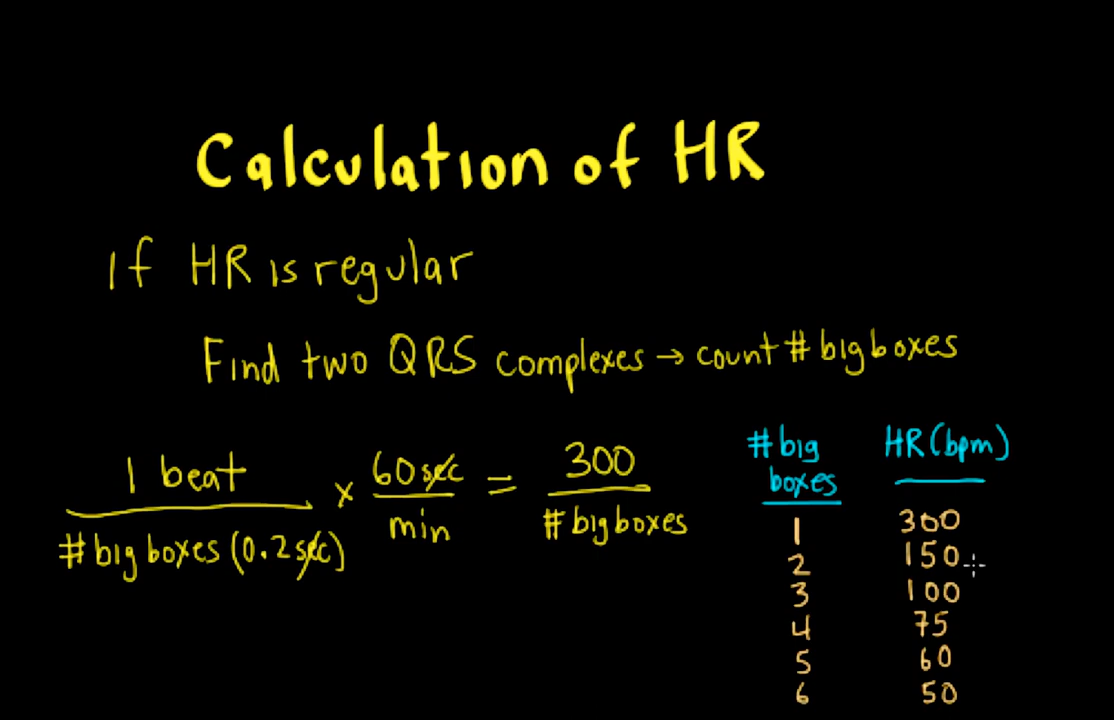 Calculation of HR
If HR is regular
Find two QRS complexes → count # big boxes
1 beat / # big boxes (0.2 sec) × 60 sec / min = 300 / # big boxes
# big boxes HR (bpm)
1 300
2 150
3 100
4 75
5 60
6 50